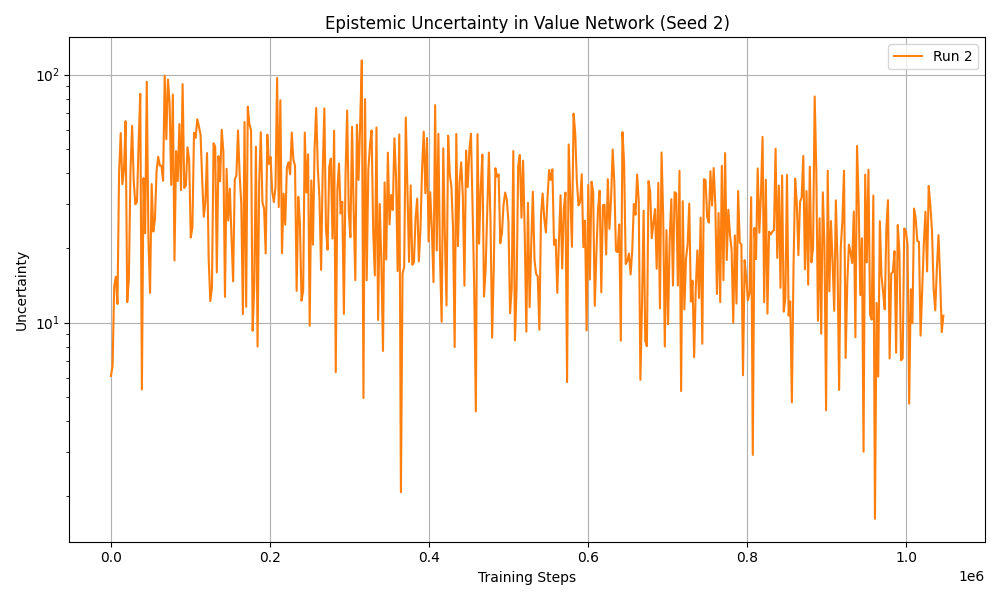 Epistemic Uncertainty in Value Network (Seed 2)
Run 2
10²
10¹
Uncertainty
0.0 0.2 0.4 0.6 0.8 1.0
1e6
Training Steps